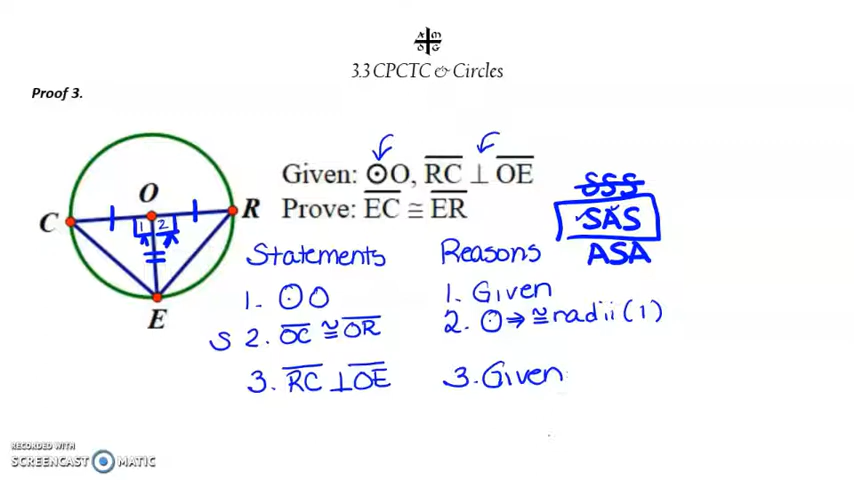 3.3 CPCTC & Circles
Proof 3.
Given: ⊙O, RC ⊥ OE
Prove: EC ≅ ER
SSS
SAS
ASA
O
C
R
1 2
E
Statements Reasons
1. ⊙O 1. Given
S 2. OC ≅ OR 2. ⊙ ⇒ ≅ radii (1)
3. RC ⊥ OE 3. Given
RECORDED WITH
SCREENCAST MATIC